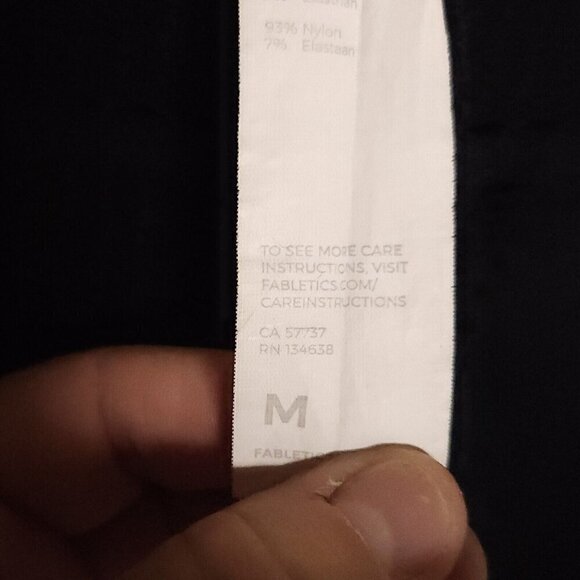 93% Nylon
7% Elastean
TO SEE MORE CARE
INSTRUCTIONS, VISIT
FABLETICS.COM/
CAREINSTRUCTIONS
CA 57737
RN 134638
M